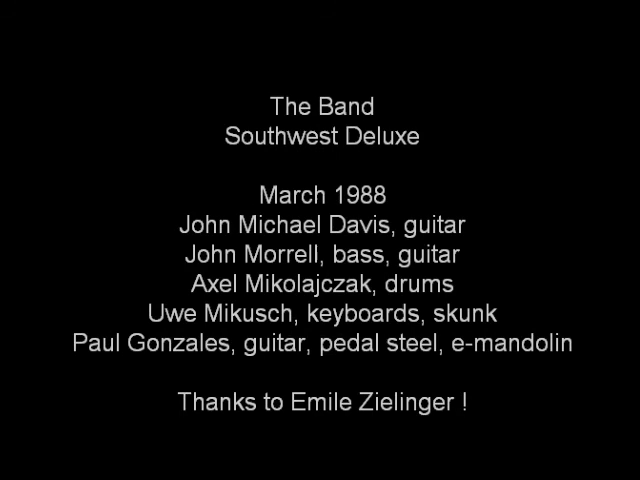 The Band
Southwest Deluxe
March 1988
John Michael Davis, guitar
John Morrell, bass, guitar
Axel Mikolajczak, drums
Uwe Mikusch, keyboards, skunk
Paul Gonzales, guitar, pedal steel, e-mandolin
Thanks to Emile Zielinger !